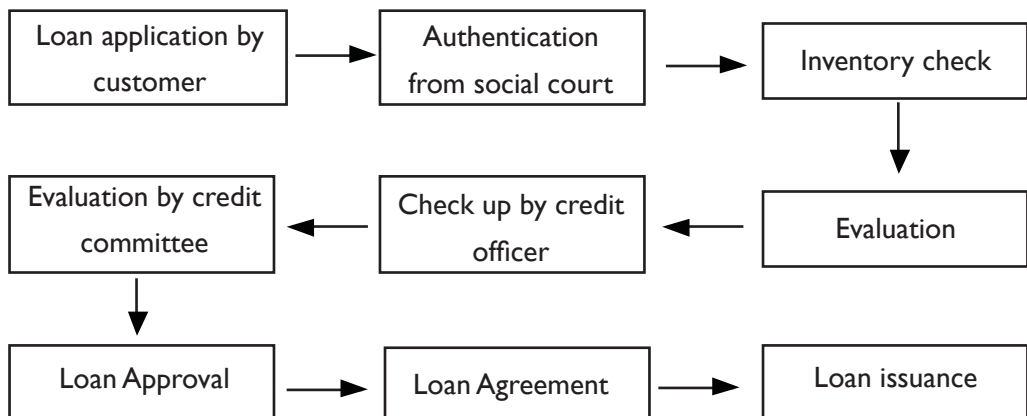 Loan application by
customer
Authentication
from social court
Inventory check
Evaluation by credit
committee
Check up by credit
officer
Evaluation
Loan Approval
Loan Agreement
Loan issuance